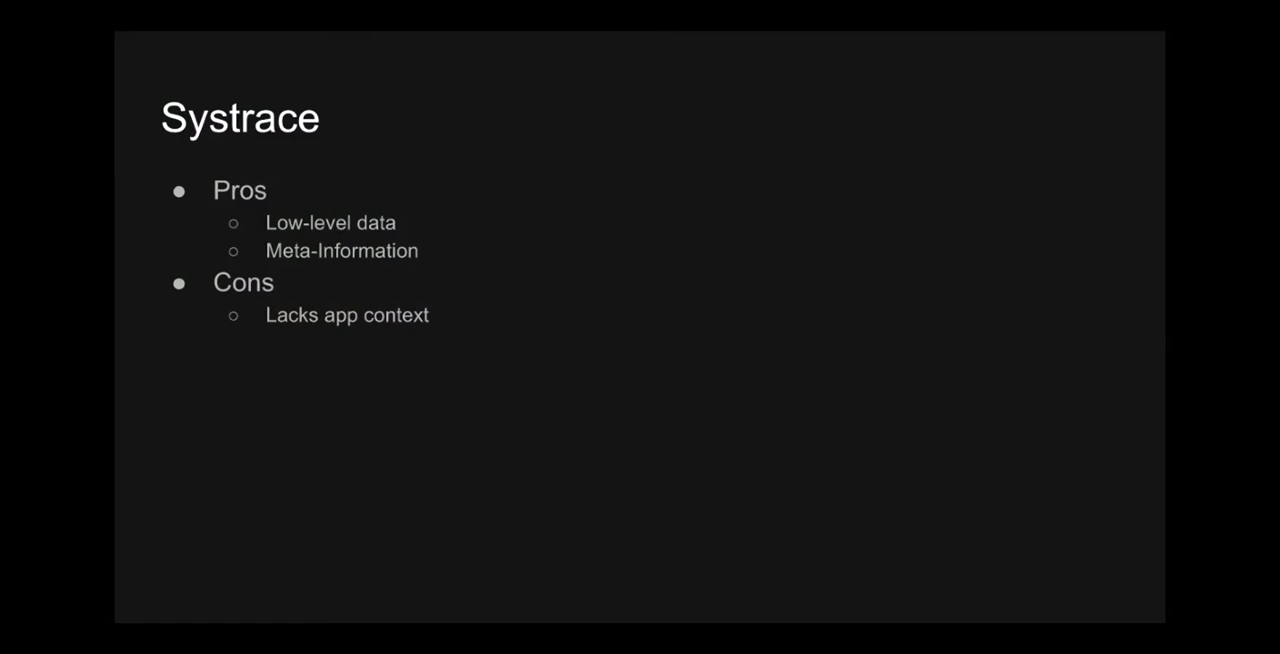 Systrace
● Pros
○ Low-level data
○ Meta-Information
● Cons
○ Lacks app context